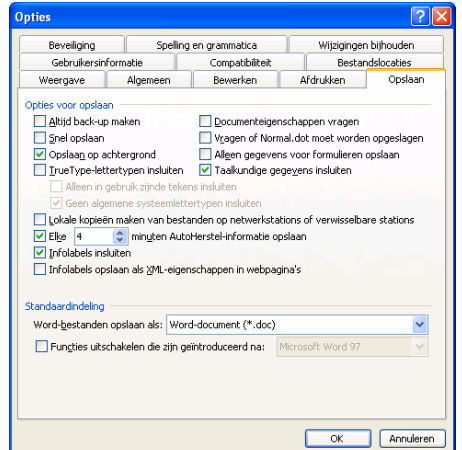 Opties
Beveiliging Spelling en grammatica Wijzigingen bijhouden
Gebruikersinformatie Compatibiliteit Bestandslocaties
Weergave Algemeen Bewerken Afdrukken Opslaan
Opties voor opslaan
Altijd back-up maken Documenteigenschappen vragen
Snel opslaan Vragen of Normal.dot moet worden opgeslagen
Opslaan op achtergrond Alleen gegevens voor formulieren opslaan
TrueType-lettertypen insluiten Taalkundige gegevens insluiten
Alleen in gebruik zijnde tekens insluiten
Geen algemene systeemlettertypen insluiten
Lokale kopieën maken van bestanden op netwerkstations of verwisselbare stations
Elke 4 minuten AutoHerstel-informatie opslaan
Infolabels insluiten
Infolabels opslaan als XML-eigenschappen in webpagina's
Standaardindeling
Word-bestanden opslaan als: Word-document (*.doc)
Functies uitschakelen die zijn geïntroduceerd na: Microsoft Word 97
OK Annuleren